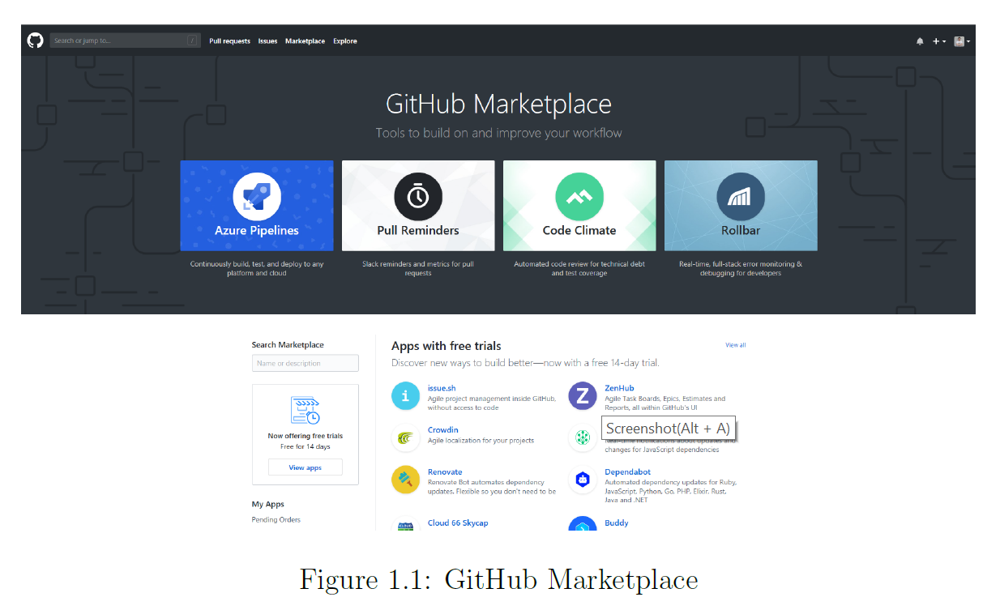 Search or jump to...
/
Pull requests
Issues
Marketplace
Explore
GitHub Marketplace
Tools to build on and improve your workflow
Azure Pipelines
Continuously build, test, and deploy to any
platform and cloud
Pull Reminders
Slack reminders and metrics for pull
requests
Code Climate
Automated code review for technical debt
and test coverage
Rollbar
Real-time, full-stack error monitoring &
debugging for developers
Search Marketplace
Name or description
Now offering free trials
Free for 14 days
View apps
My Apps
Pending Orders
Apps with free trials
View all
Discover new ways to build better—now with a free 14-day trial.
issue.sh
Agile project management inside GitHub,
without access to code
ZenHub
Agile Task Boards, Epics, Estimates and
Reports, all within GitHub's UI
Crowdin
Agile localization for your projects
Screenshot(Alt + A)
Real-time notifications about updates and
changes for JavaScript dependencies
Renovate
Renovate Bot automates dependency
updates. Flexible so you don't need to be
Dependabot
Automated dependency updates for Ruby,
JavaScript, Python, Go, PHP, Elixir, Rust,
Java and .NET
CLOUD
Cloud 66 Skycap
Buddy
Figure 1.1: GitHub Marketplace